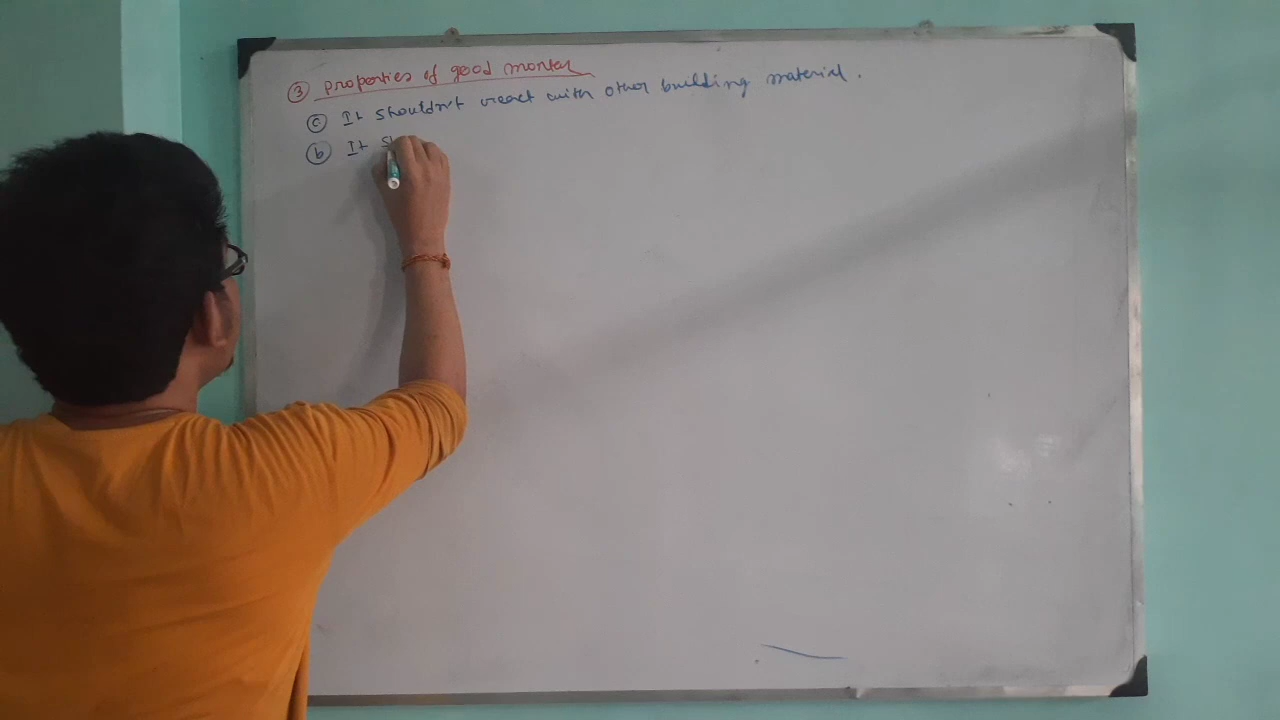 ③ Properties of good mortar
ⓐ It shouldn't react with other building material.
ⓑ It s